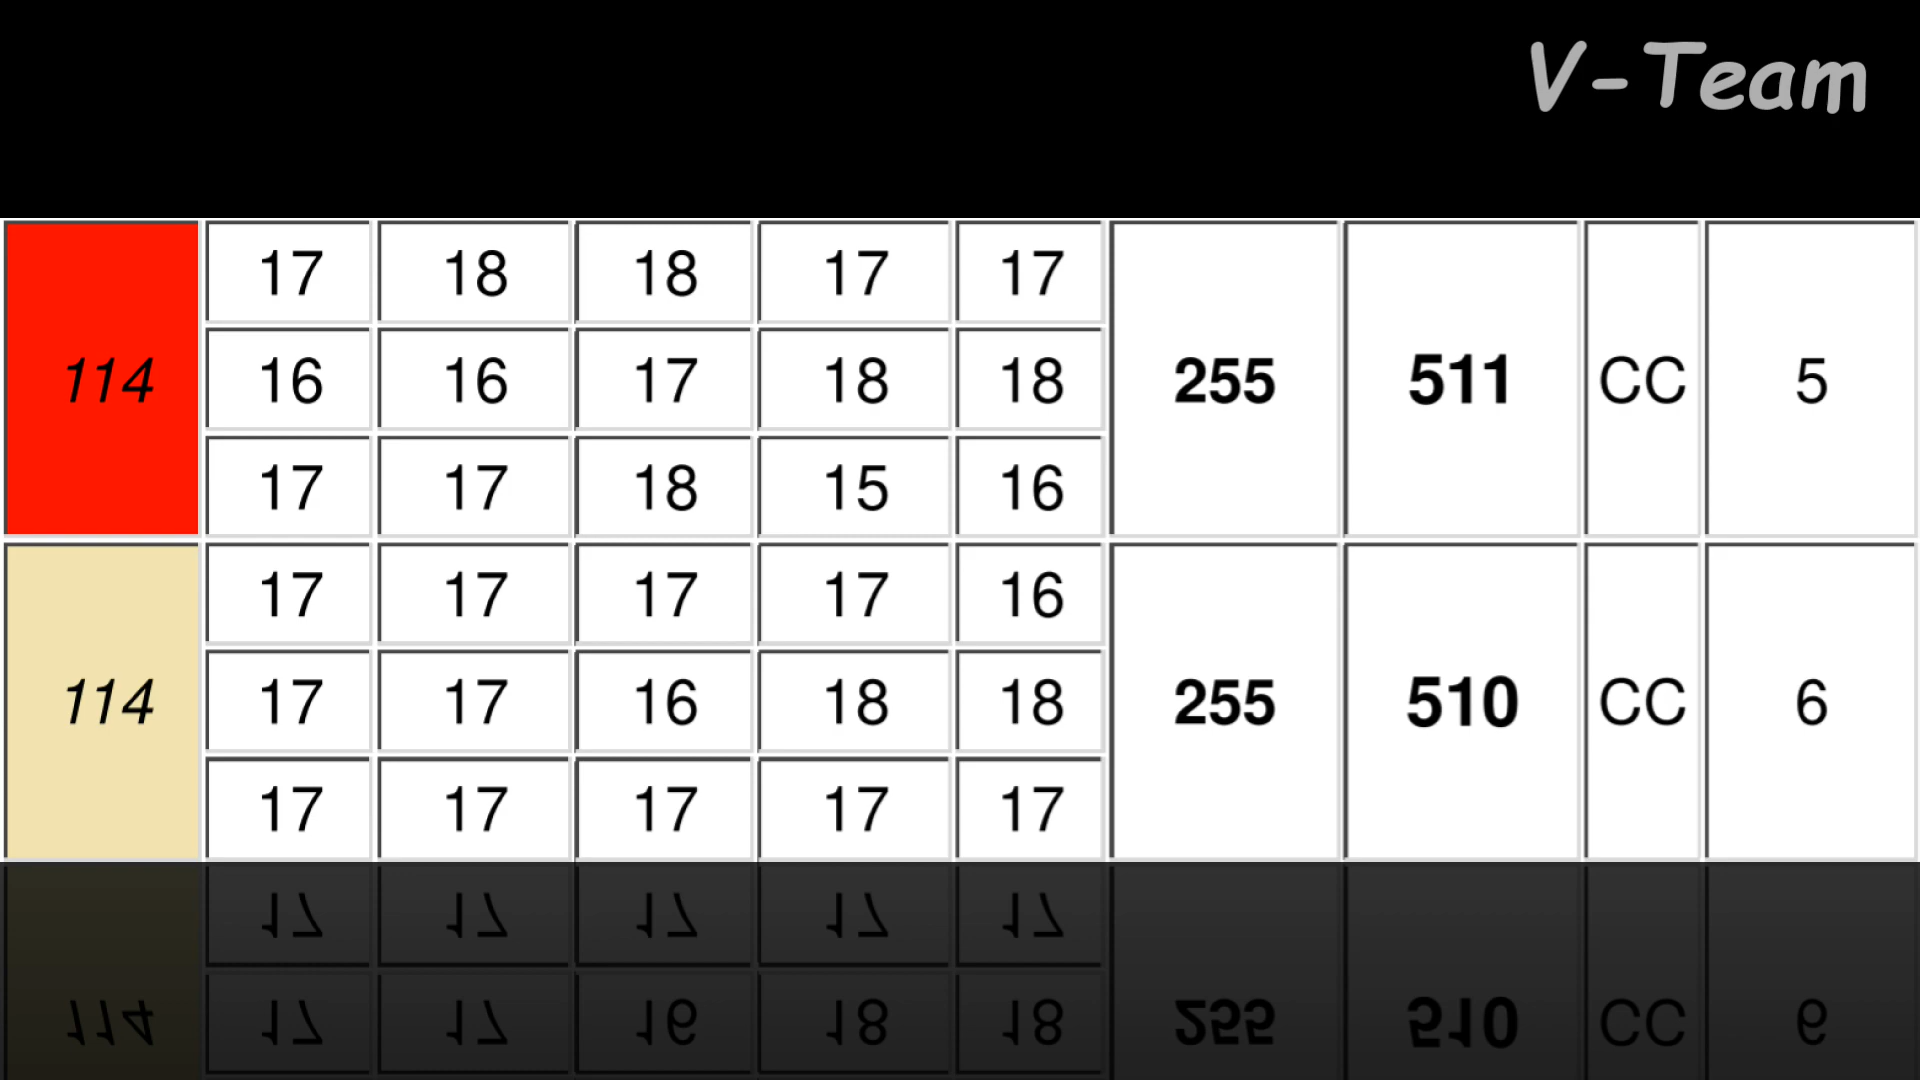 V-Team
17 18 18 17 17
114 16 16 17 18 18 255 511 CC 5
17 17 18 15 16
17 17 17 17 16
114 17 17 16 18 18 255 510 CC 6
17 17 17 17 17